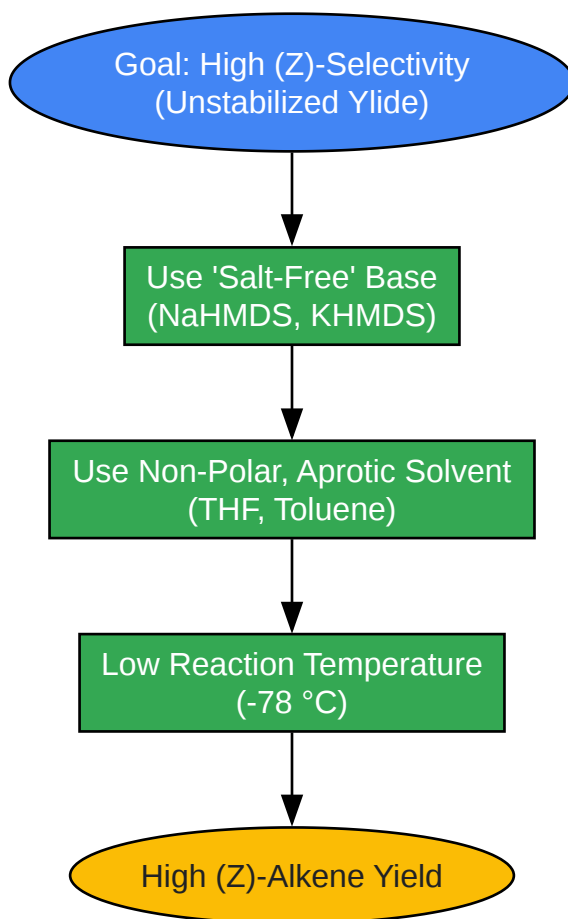 Goal: High (Z)-Selectivity
(Unstabilized Ylide)
Use 'Salt-Free' Base
(NaHMDS, KHMDS)
Use Non-Polar, Aprotic Solvent
(THF, Toluene)
Low Reaction Temperature
(-78 °C)
High (Z)-Alkene Yield